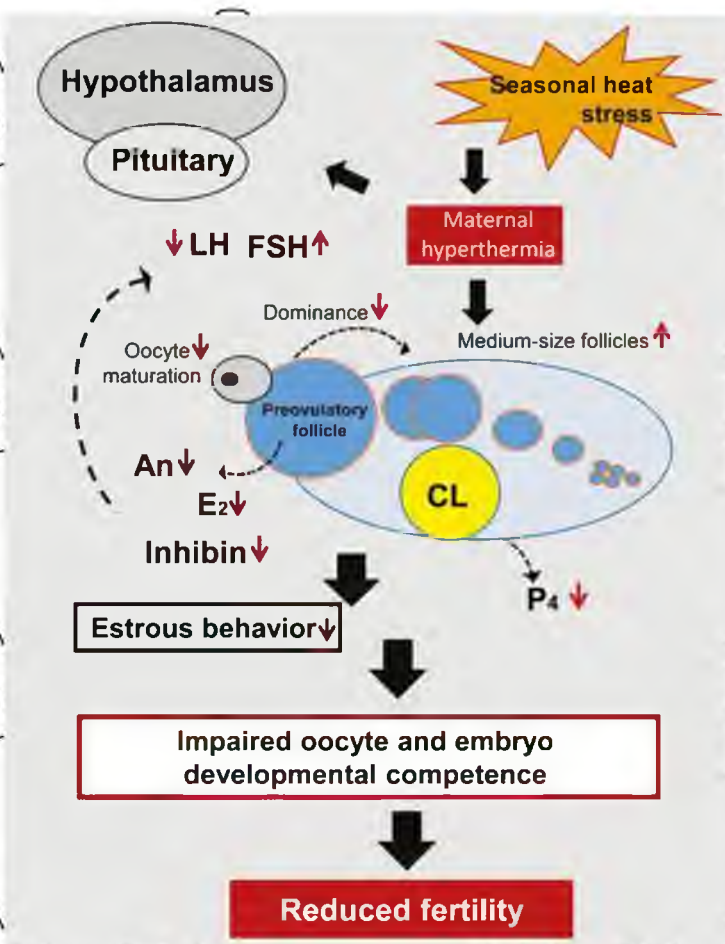 Hypothalamus
Pituitary
Seasonal heat
stress
Maternal
hyperthermia
↓LH FSH↑
Dominance↓
Medium-size follicles↑
Oocyte↓
maturation
Preovulatory
follicle
An↓
E₂↓
Inhibin↓
CL
P₄↓
Estrous behavior↓
Impaired oocyte and embryo
developmental competence
Reduced fertility